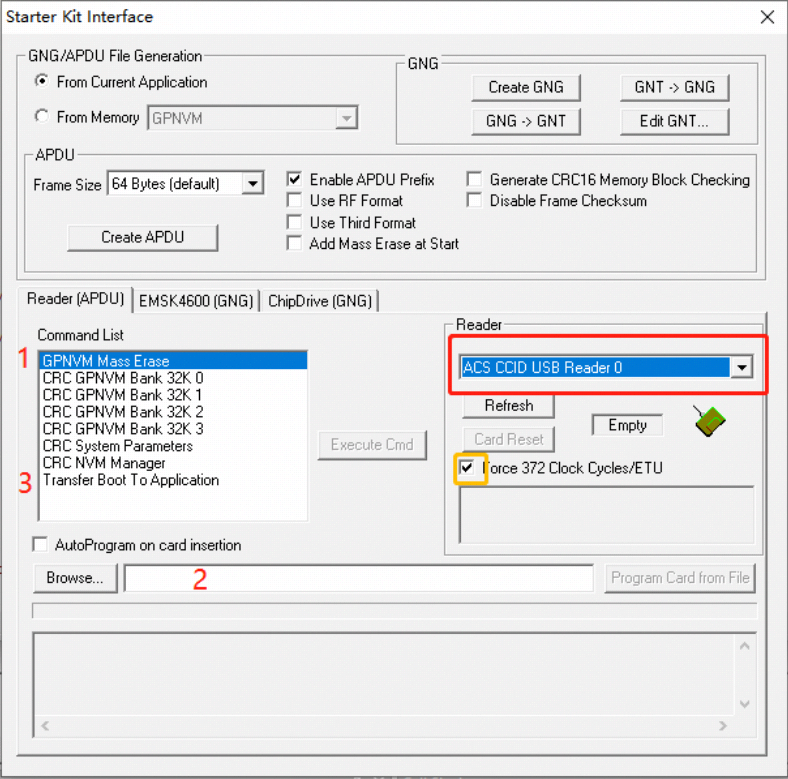 Starter Kit Interface
GNG/APDU File Generation
From Current Application
From Memory GPNVM
GNG
Create GNG GNT -> GNG
GNG -> GNT Edit GNT...
APDU
Frame Size 64 Bytes (default)
Create APDU
Enable APDU Prefix
Use RF Format
Use Third Format
Add Mass Erase at Start
Generate CRC16 Memory Block Checking
Disable Frame Checksum
Reader (APDU) EMSK4600 (GNG) ChipDrive (GNG)
Command List
1 GPNVM Mass Erase
CRC GPNVM Bank 32K 0
CRC GPNVM Bank 32K 1
CRC GPNVM Bank 32K 2
CRC GPNVM Bank 32K 3
CRC System Parameters
CRC NVM Manager
3 Transfer Boot To Application
Execute Cmd
Reader
ACS CCID USB Reader 0
Refresh
Empty
Card Reset
Force 372 Clock Cycles/ETU
AutoProgram on card insertion
Browse... 2 Program Card from File